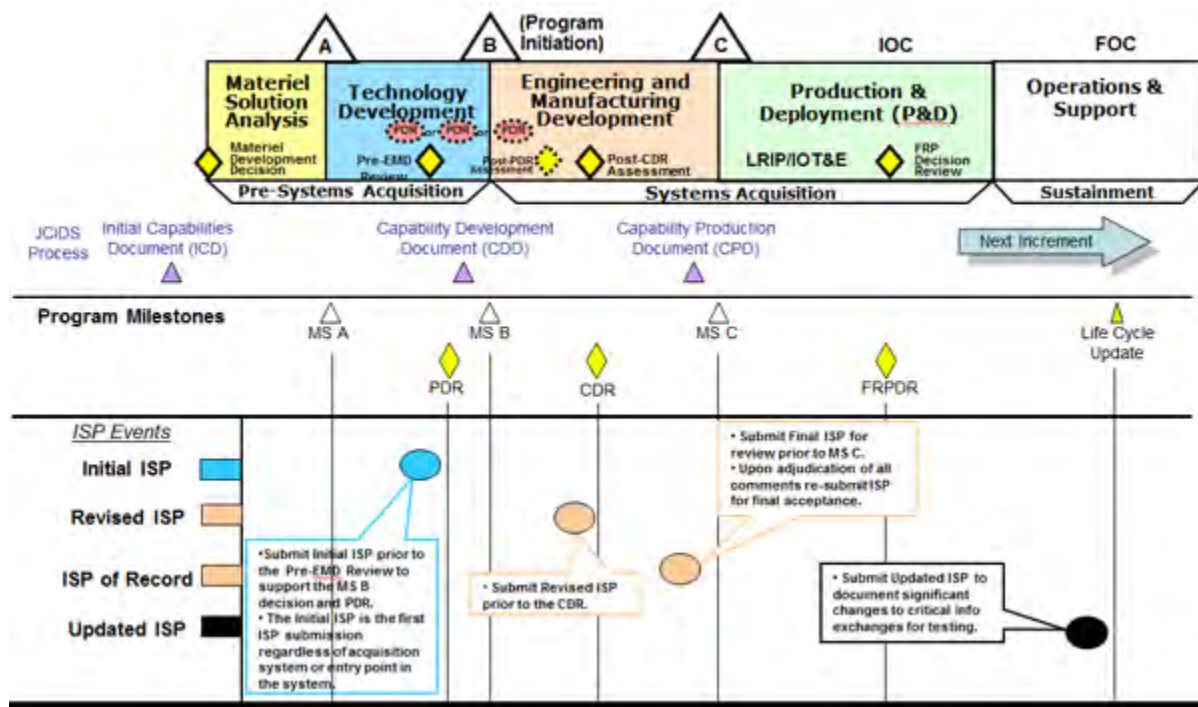 A
B
(Program
Initiation)
C
IOC
FOC
Materiel
Solution
Analysis
Technology
Development
PDR or PDR or PDR
Engineering and
Manufacturing
Development
Production &
Deployment (P&D)
Operations &
Support
Materiel
Development
Decision
Pre-EMD
Review
Post-PDR
Assessment
Post-CDR
Assessment
LRIP/IOT&E
FRP
Decision
Review
Pre-Systems Acquisition
Systems Acquisition
Sustainment
JCIDS
Process
Initial Capabilities
Document (ICD)
Capability Development
Document (CDD)
Capability Production
Document (CPD)
Next Increment
Program Milestones
MS A
MS B
MS C
Life Cycle
Update
PDR
CDR
FRPDR
ISP Events
Initial ISP
Revised ISP
ISP of Record
Updated ISP
•Submit Initial ISP prior to
the Pre-EMD Review to
support the MS B
decision and PDR.
• The Initial ISP is the first
ISP submission
regardless of acquisition
system or entry point in
the system.
• Submit Revised ISP
prior to the CDR.
• Submit Final ISP for
review prior to MS C.
• Upon adjudication of all
comments re-submit ISP
for final acceptance.
• Submit Updated ISP to
document significant
changes to critical info
exchanges for testing.